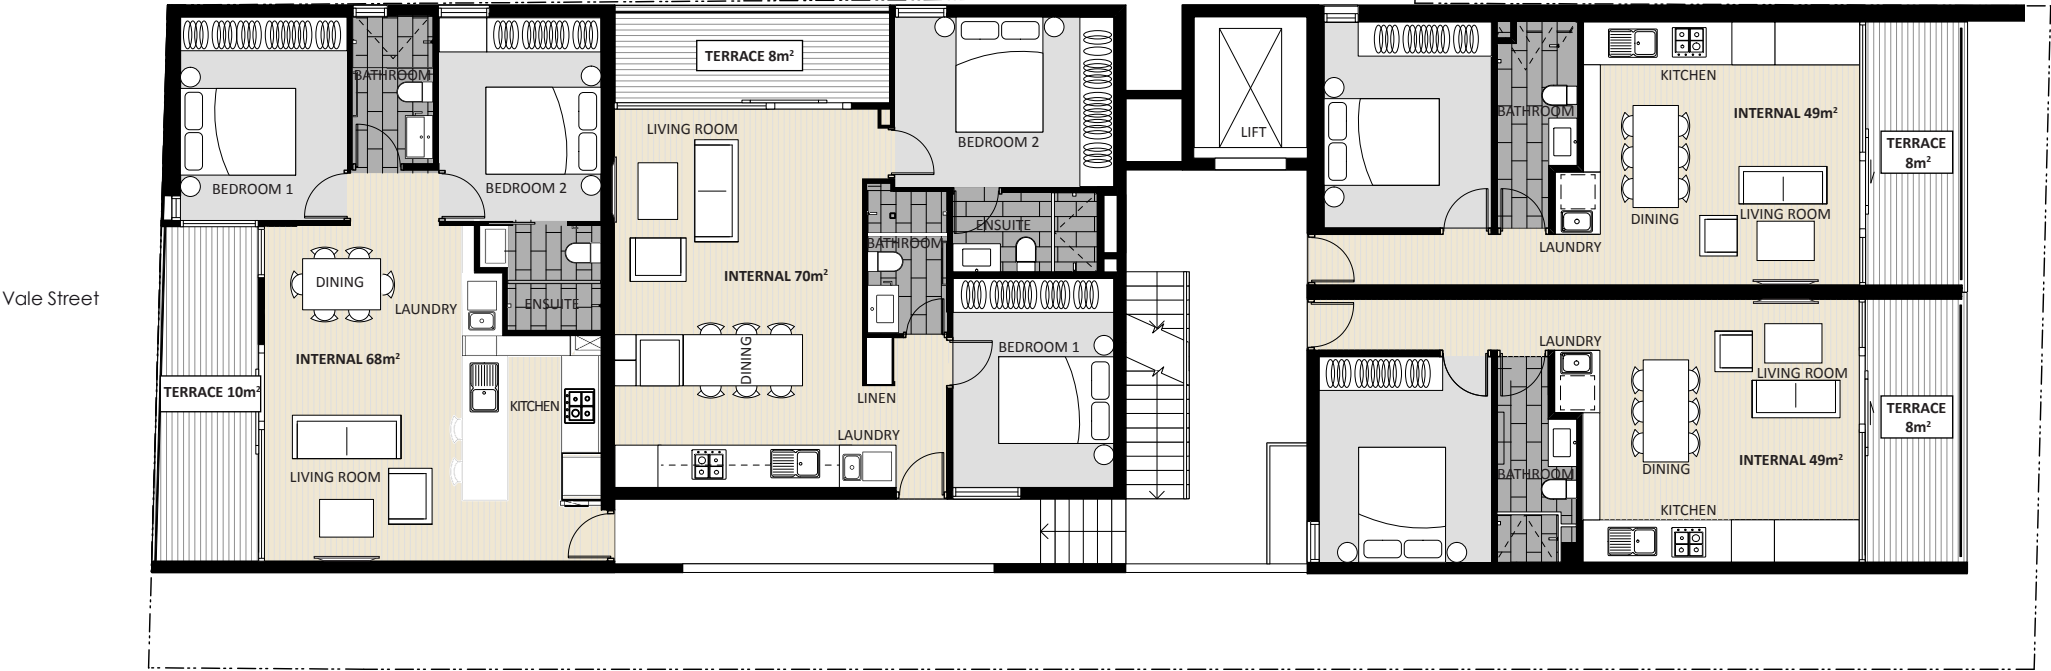 Vale Street
BATHROOM
BEDROOM 1
BEDROOM 2
DINING
LAUNDRY
ENSUITE
INTERNAL 68m²
TERRACE 10m²
KITCHEN
LIVING ROOM
TERRACE 8m²
LIVING ROOM
BEDROOM 2
ENSUITE
BATHROOM
INTERNAL 70m²
DINING
BEDROOM 1
LINEN
LAUNDRY
LIFT
KITCHEN
BATHROOM
INTERNAL 49m²
TERRACE
8m²
DINING
LIVING ROOM
LAUNDRY
LAUNDRY
LIVING ROOM
TERRACE
8m²
INTERNAL 49m²
DINING
BATHROOM
KITCHEN